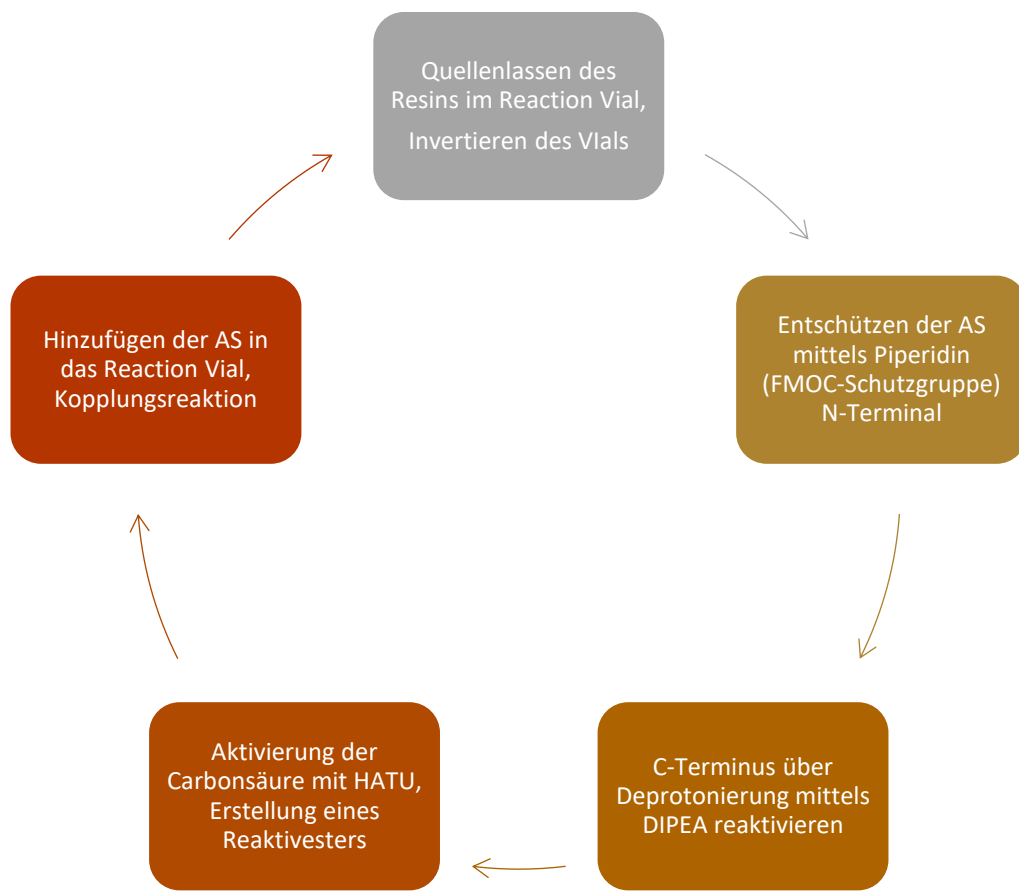 Quellenlassen des
Resins im Reaction Vial,
Invertieren des VIals
Entschützen der AS
mittels Piperidin
(FMOC-Schutzgruppe)
N-Terminal
C-Terminus über
Deprotonierung mittels
DIPEA reaktivieren
Aktivierung der
Carbonsäure mit HATU,
Erstellung eines
Reaktivesters
Hinzufügen der AS in
das Reaction Vial,
Kopplungsreaktion